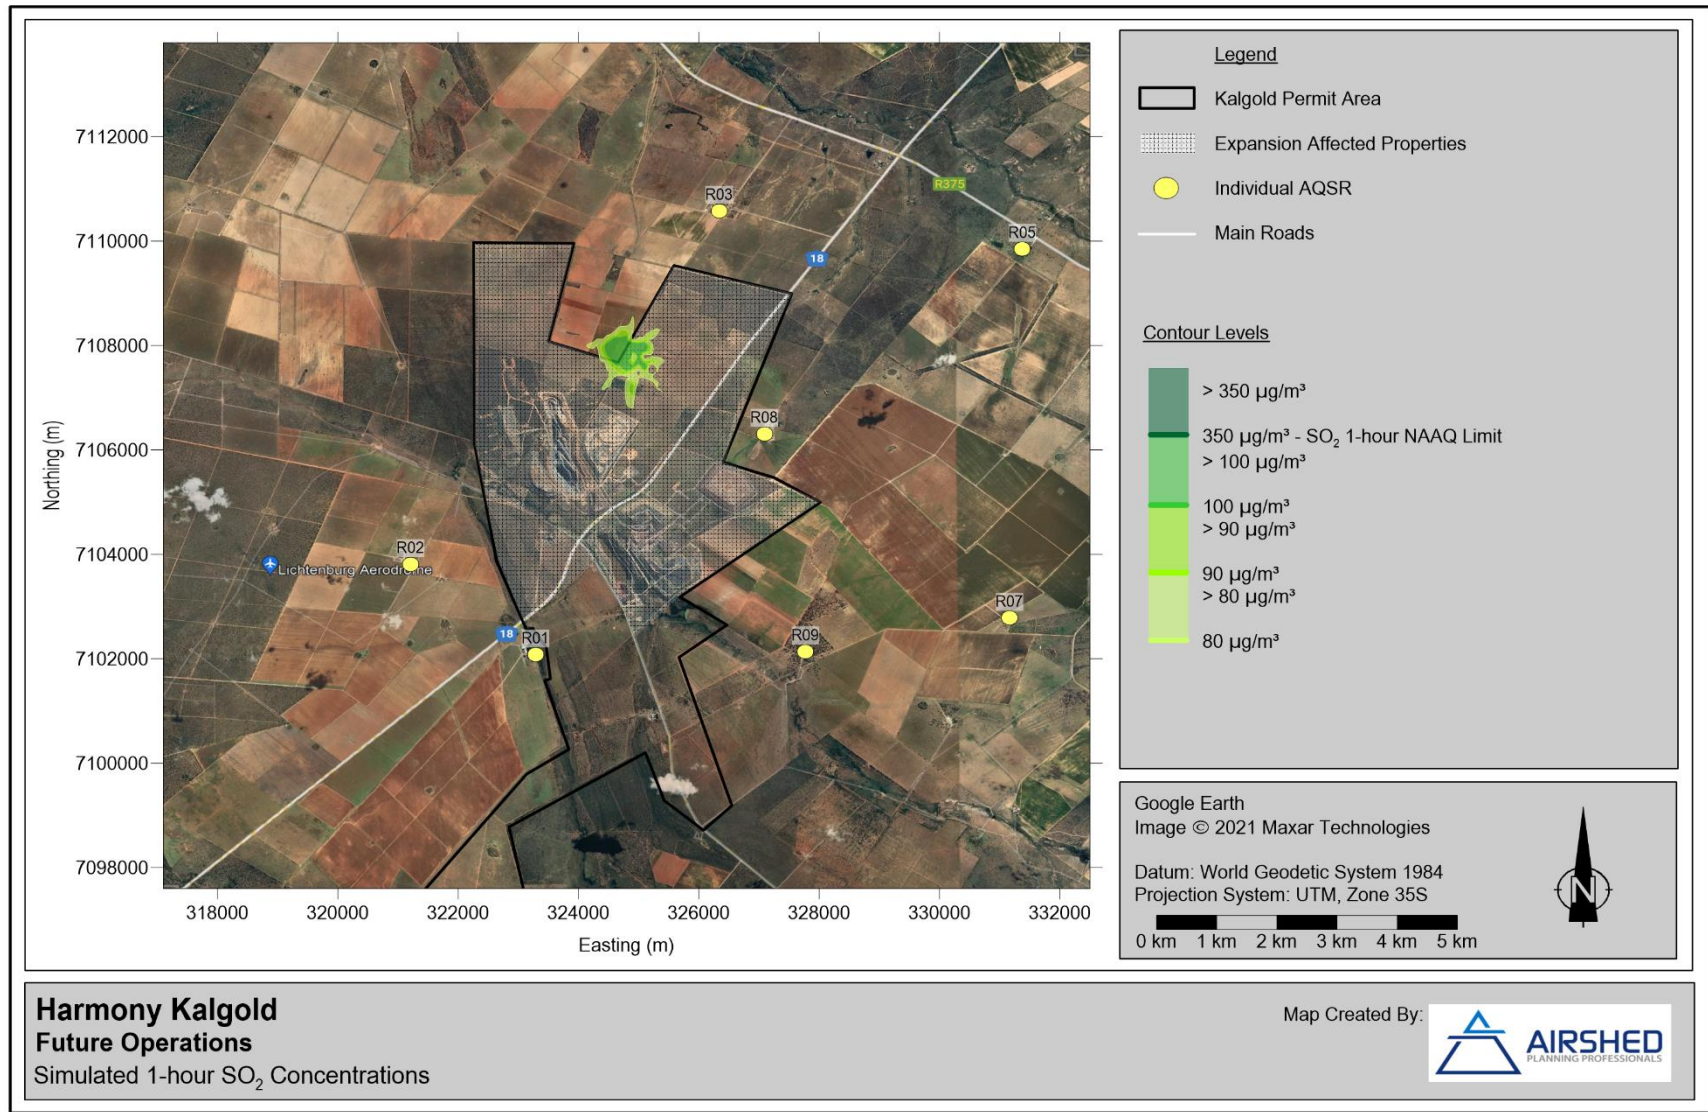 7112000
7110000
7108000
7106000
7104000
7102000
7100000
7098000
Northing (m)
318000
320000
322000
324000
326000
328000
330000
332000
Easting (m)
R03
R375
R05
18
R08
R02
Lichtenburg Aerodrome
R07
18
R01
R09
Legend
Kalgold Permit Area
Expansion Affected Properties
Individual AQSR
Main Roads
Contour Levels
> 350 µg/m³
350 µg/m³ - SO₂ 1-hour NAAQ Limit
> 100 µg/m³
100 µg/m³
> 90 µg/m³
90 µg/m³
> 80 µg/m³
80 µg/m³
Google Earth
Image © 2021 Maxar Technologies
Datum: World Geodetic System 1984
Projection System: UTM, Zone 35S
0 km 1 km 2 km 3 km 4 km 5 km
N
Harmony Kalgold
Future Operations
Simulated 1-hour SO₂ Concentrations
Map Created By:
AIRSHED
PLANNING PROFESSIONALS